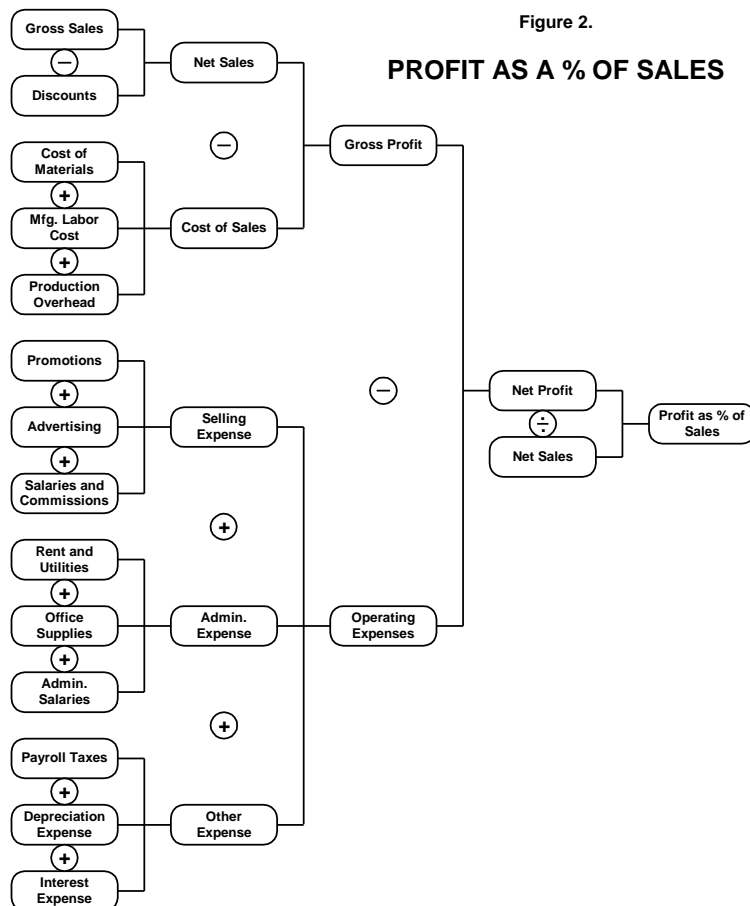 Figure 2.
PROFIT AS A % OF SALES
Gross Sales
−
Discounts
Net Sales
−
Cost of
Materials
+
Mfg. Labor
Cost
+
Production
Overhead
Cost of Sales
Gross Profit
−
Promotions
+
Advertising
+
Salaries and
Commissions
Selling
Expense
+
Rent and
Utilities
+
Office
Supplies
+
Admin.
Salaries
Admin.
Expense
+
Payroll Taxes
+
Depreciation
Expense
+
Interest
Expense
Other
Expense
Operating
Expenses
Net Profit
÷
Net Sales
Profit as % of
Sales